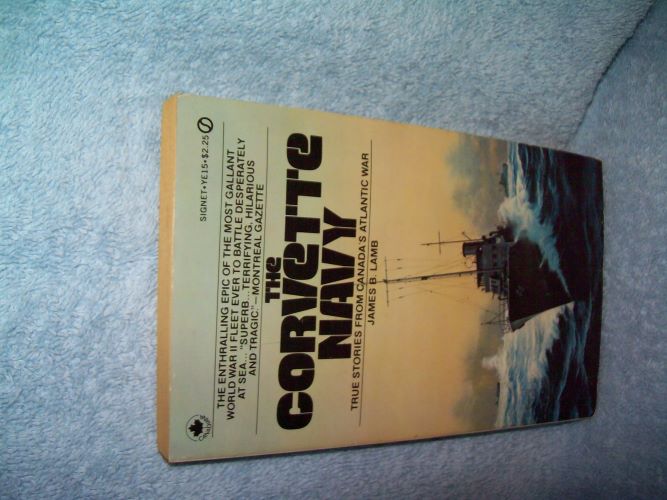 SIGNET•YE15•$2.25
THE ENTHRALLING EPIC OF THE MOST GALLANT
WORLD WAR II FLEET EVER TO BATTLE DESPERATELY
AT SEA... "SUPERB... TERRIFYING, HILARIOUS
AND TRAGIC."—MONTREAL GAZETTE
THE
CORVETTE
NAVY
TRUE STORIES FROM CANADA'S ATLANTIC WAR
JAMES B. LAMB